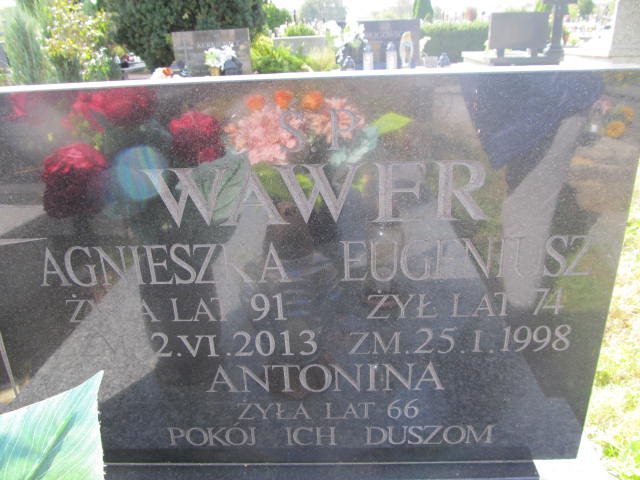 Ś.P.
WAWER
AGNIESZKA EUGENIUSZ
ŻYŁA LAT 91 ŻYŁ LAT 74
2.VI.2013 ZM.25.I.1998
ANTONINA
ŻYŁA LAT 66
POKÓJ ICH DUSZOM